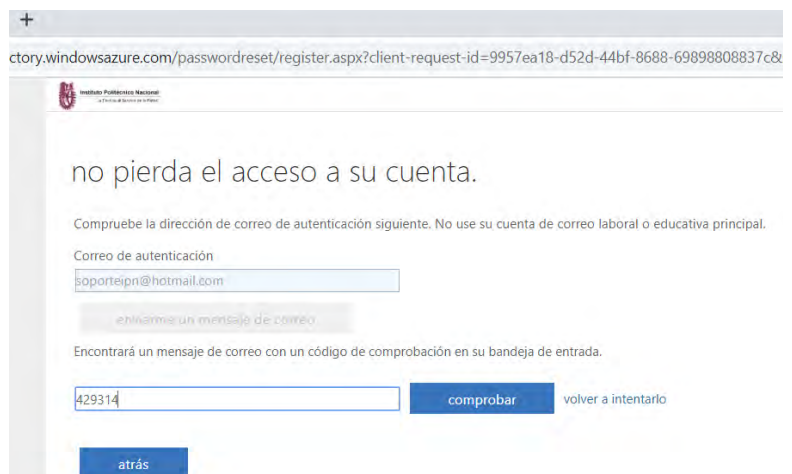 +
ctory.windowsazure.com/passwordreset/register.aspx?client-request-id=9957ea18-d52d-44bf-8688-69898808837c&
Instituto Politécnico Nacional
no pierda el acceso a su cuenta.
Compruebe la dirección de correo de autenticación siguiente. No use su cuenta de correo laboral o educativa principal.
Correo de autenticación
soporteipn@hotmail.com
enviarme un mensaje de correo
Encontrará un mensaje de correo con un código de comprobación en su bandeja de entrada.
429314 comprobar volver a intentarlo
atrás